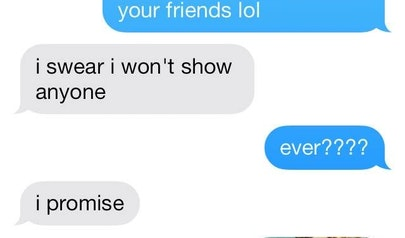 your friends lol
i swear i won't show
anyone
ever????
i promise